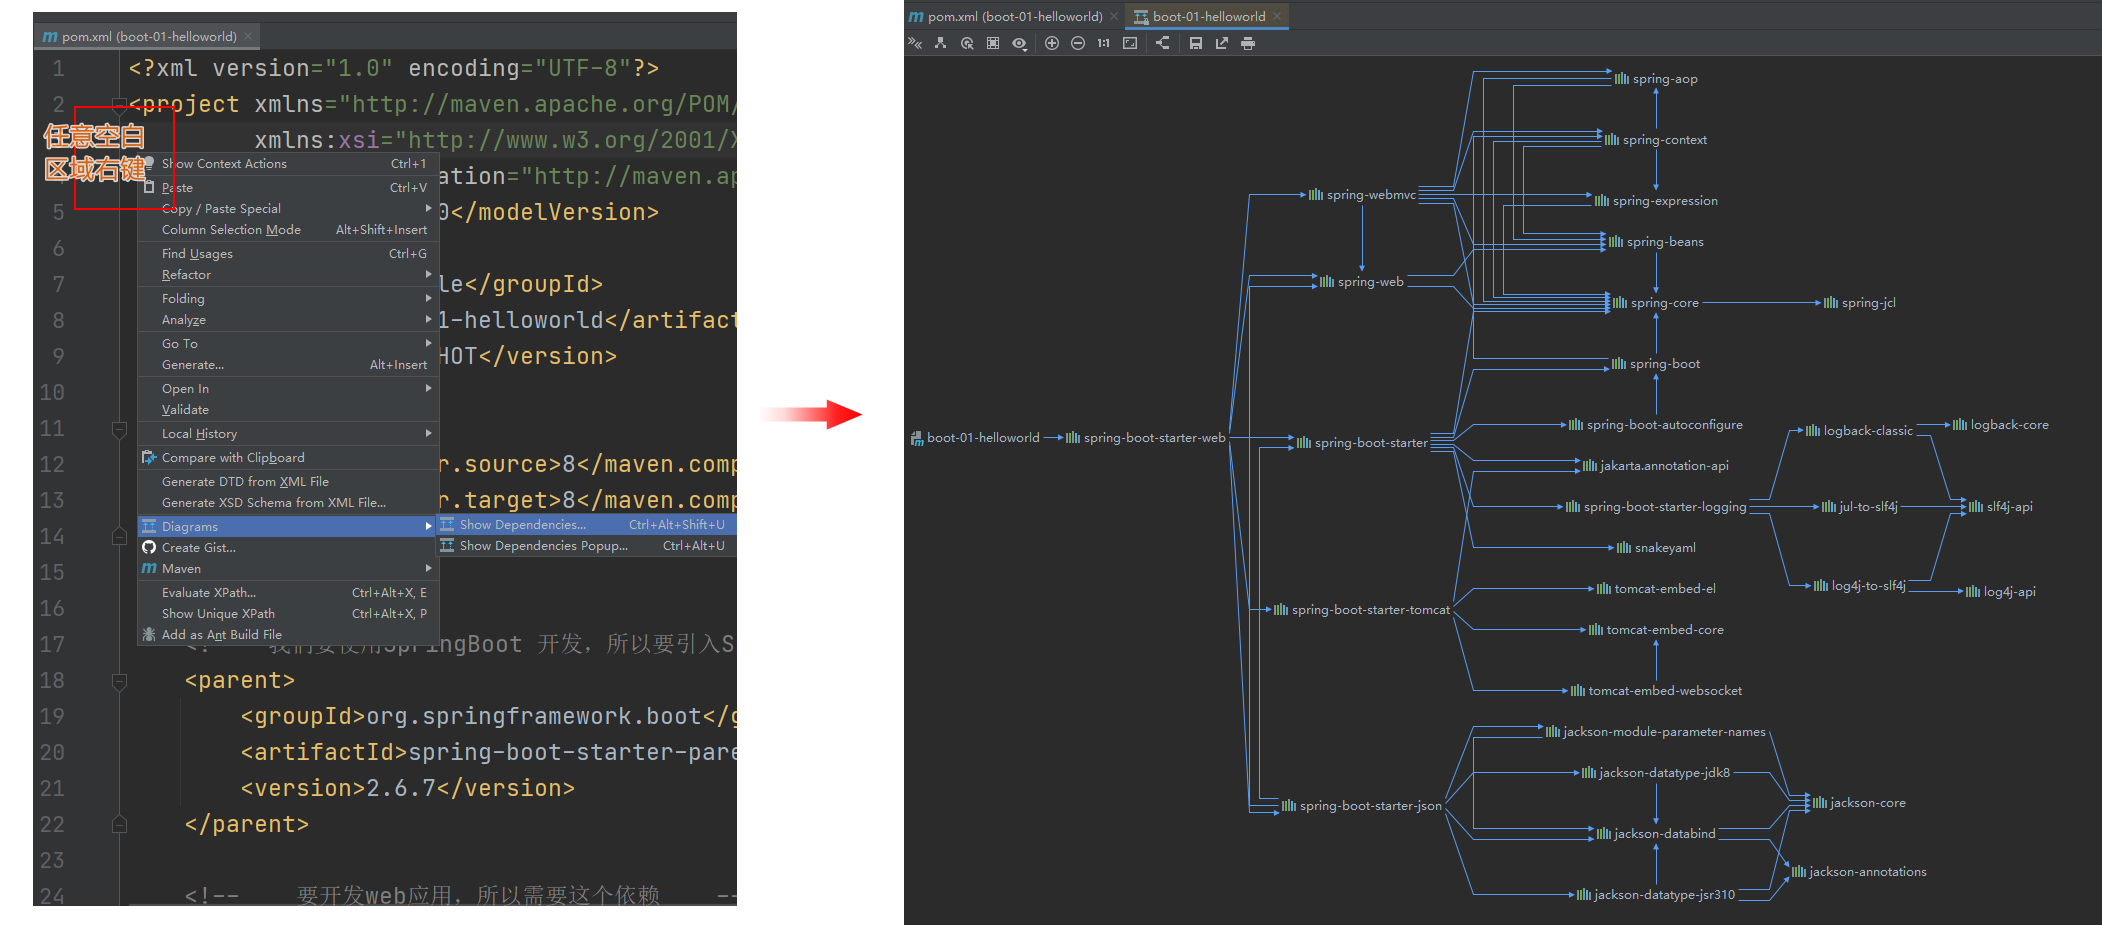 pom.xml (boot-01-helloworld)
1 <?xml version="1.0" encoding="UTF-8"?>
2 <project xmlns="http://maven.apache.org/POM/
xmlns:xsi="http://www.w3.org/2001/X
任意空白
区域右键
ation="http://maven.ap
5 0</modelVersion>
6
7 le</groupId>
8 1-helloworld</artifact
9 HOT</version>
10
11
12 r.source>8</maven.comp
13 r.target>8</maven.comp
14
15
16
17 我们要使用SpringBoot 开发，所以要引入S
18 <parent>
19 <groupId>org.springframework.boot</g
20 <artifactId>spring-boot-starter-pare
21 <version>2.6.7</version>
22 </parent>
23
24 <!-- 要开发web应用，所以需要这个依赖 --
Show Context Actions Ctrl+1
Paste Ctrl+V
Copy / Paste Special
Column Selection Mode Alt+Shift+Insert
Find Usages Ctrl+G
Refactor
Folding
Analyze
Go To
Generate... Alt+Insert
Open In
Validate
Local History
Compare with Clipboard
Generate DTD from XML File
Generate XSD Schema from XML File...
Diagrams
Show Dependencies... Ctrl+Alt+Shift+U
Show Dependencies Popup... Ctrl+Alt+U
Create Gist...
Maven
Evaluate XPath... Ctrl+Alt+X, E
Show Unique XPath Ctrl+Alt+X, P
Add as Ant Build File
pom.xml (boot-01-helloworld) boot-01-helloworld
1:1
boot-01-helloworld
spring-boot-starter-web
spring-webmvc
spring-web
spring-boot-starter
spring-boot-starter-tomcat
spring-boot-starter-json
spring-aop
spring-context
spring-expression
spring-beans
spring-core
spring-jcl
spring-boot
spring-boot-autoconfigure
jakarta.annotation-api
spring-boot-starter-logging
snakeyaml
tomcat-embed-el
tomcat-embed-core
tomcat-embed-websocket
jackson-module-parameter-names
jackson-datatype-jdk8
jackson-databind
jackson-datatype-jsr310
logback-classic
logback-core
jul-to-slf4j
slf4j-api
log4j-to-slf4j
log4j-api
jackson-core
jackson-annotations